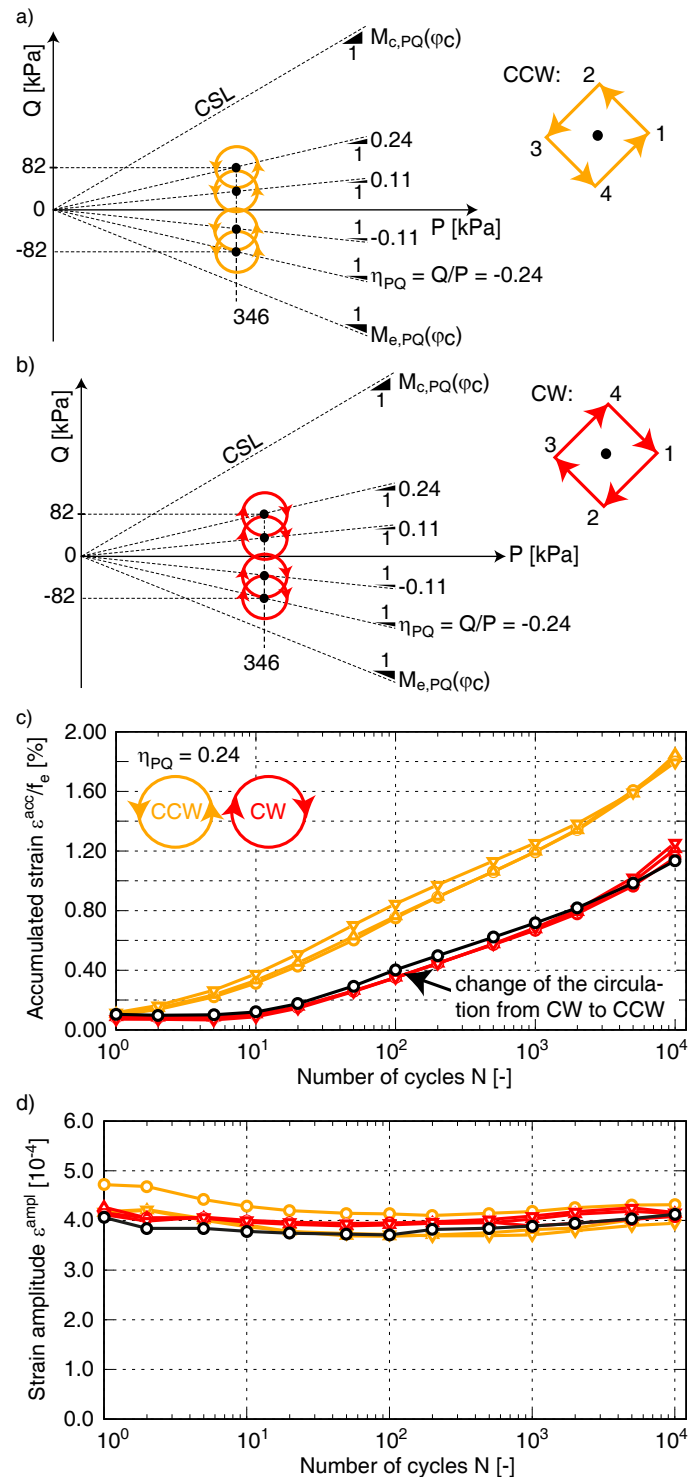 a)
Q [kPa]
CSL
M_c,PQ(φc)
1
CCW:
2
1
3
4
0.24
1
0.11
1
82
0
-82
P [kPa]
1
-0.11
1
η_PQ = Q/P = -0.24
346
1
M_e,PQ(φc)
b)
Q [kPa]
CSL
M_c,PQ(φc)
1
CW:
4
3
1
2
0.24
1
0.11
1
82
0
-82
P [kPa]
1
-0.11
1
η_PQ = Q/P = -0.24
346
1
M_e,PQ(φc)
c)
Accumulated strain ε^acc/f_e [%]
2.00
1.60
1.20
0.80
0.40
0.00
η_PQ = 0.24
CCW
CW
change of the circula-
tion from CW to CCW
10^0
10^1
10^2
10^3
10^4
Number of cycles N [-]
d)
Strain amplitude ε^ampl [10^-4]
6.0
5.0
4.0
3.0
2.0
1.0
0.0
10^0
10^1
10^2
10^3
10^4
Number of cycles N [-]